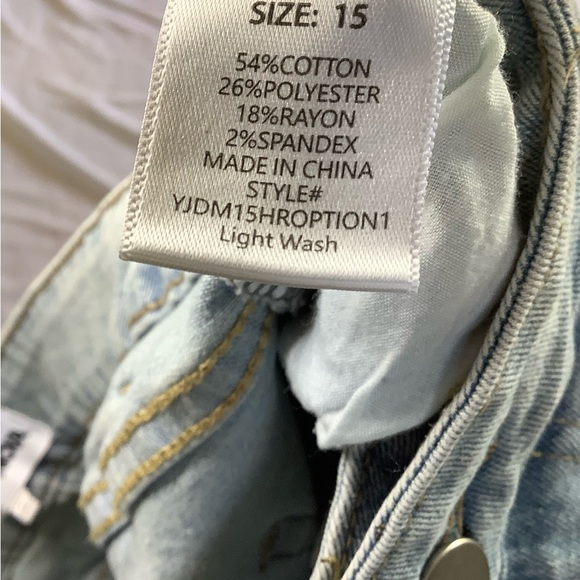 SIZE: 15
54%COTTON
26%POLYESTER
18%RAYON
2%SPANDEX
MADE IN CHINA
STYLE#
YJDM15HROPTION1
Light Wash